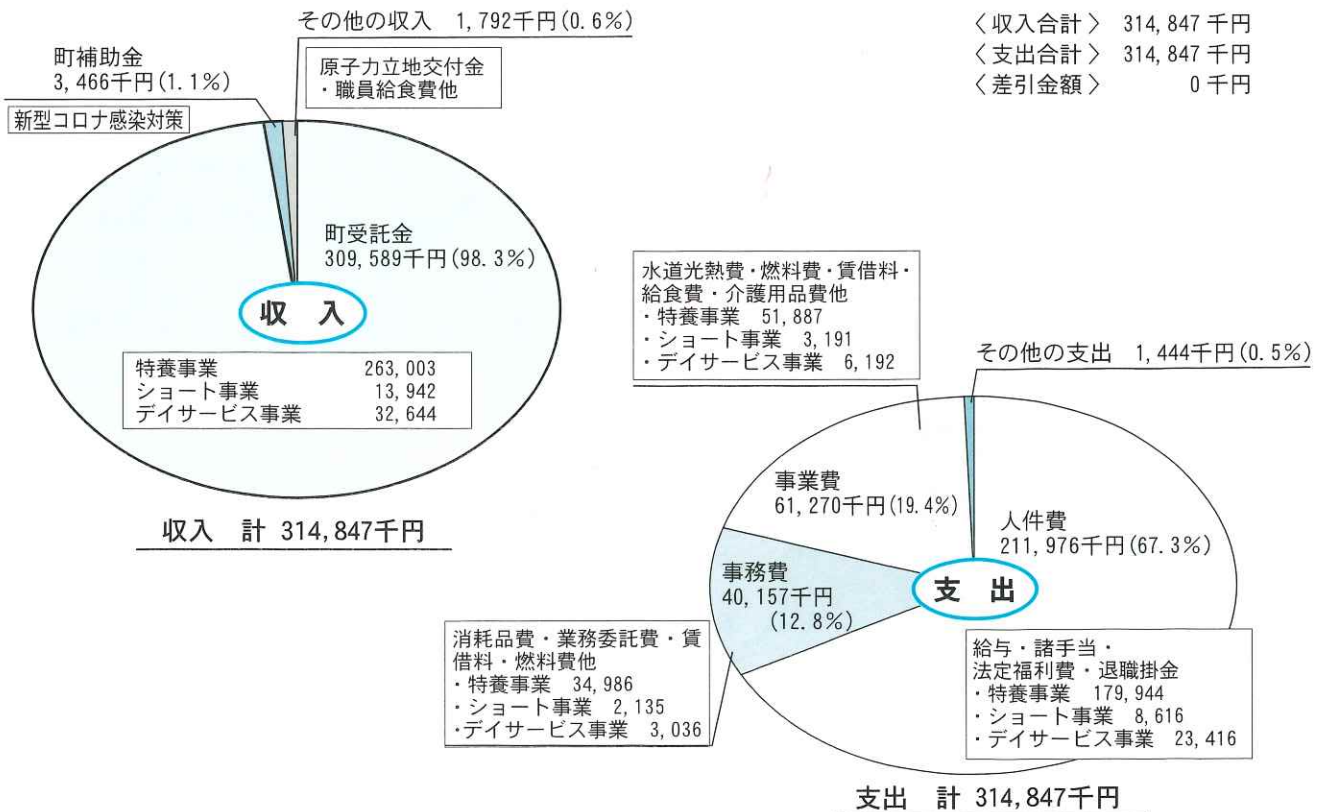 その他の収入 1,792千円(0.6%)
原子力立地交付金
・職員給食費他
町補助金
3,466千円(1.1%)
新型コロナ感染対策
町受託金
309,589千円(98.3%)
収 入
特養事業 263,003
ショート事業 13,942
デイサービス事業 32,644
収入 計 314,847千円
〈収入合計〉 314,847千円
〈支出合計〉 314,847千円
〈差引金額〉 0千円
水道光熱費・燃料費・賃借料・
給食費・介護用品費他
・特養事業 51,887
・ショート事業 3,191
・デイサービス事業 6,192
その他の支出 1,444千円(0.5%)
事業費
61,270千円(19.4%)
人件費
211,976千円(67.3%)
事務費
40,157千円
(12.8%)
支 出
消耗品費・業務委託費・賃
借料・燃料費他
・特養事業 34,986
・ショート事業 2,135
・デイサービス事業 3,036
給与・諸手当・
法定福利費・退職掛金
・特養事業 179,944
・ショート事業 8,616
・デイサービス事業 23,416
支出 計 314,847千円